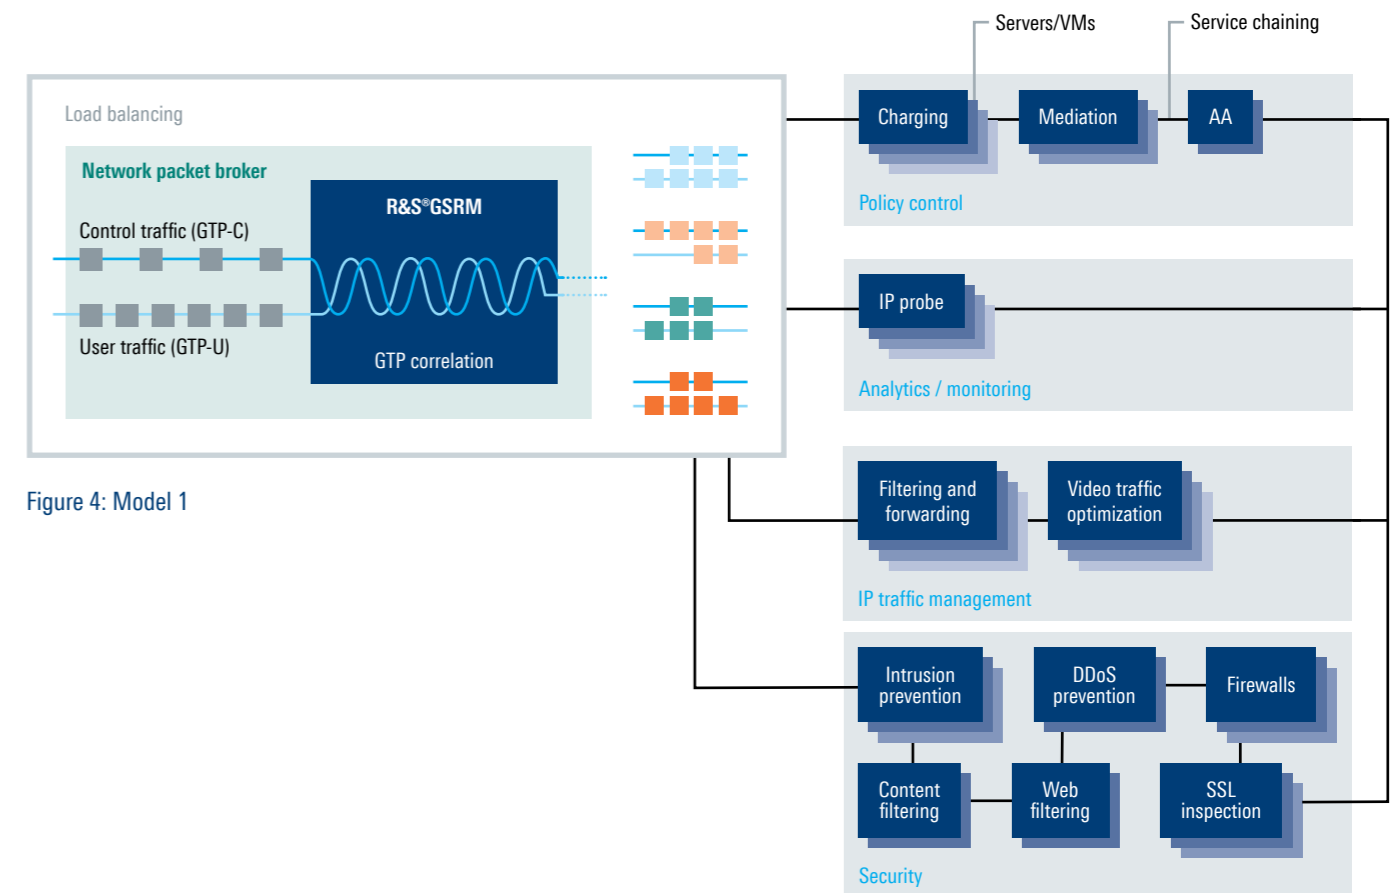 Servers/VMs
Service chaining
Load balancing
Network packet broker
R&S®GSRM
Control traffic (GTP-C)
User traffic (GTP-U)
GTP correlation
Figure 4: Model 1
Charging
Mediation
AA
Policy control
IP probe
Analytics / monitoring
Filtering and
forwarding
Video traffic
optimization
IP traffic management
Intrusion
prevention
DDoS
prevention
Firewalls
Content
filtering
Web
filtering
SSL
inspection
Security